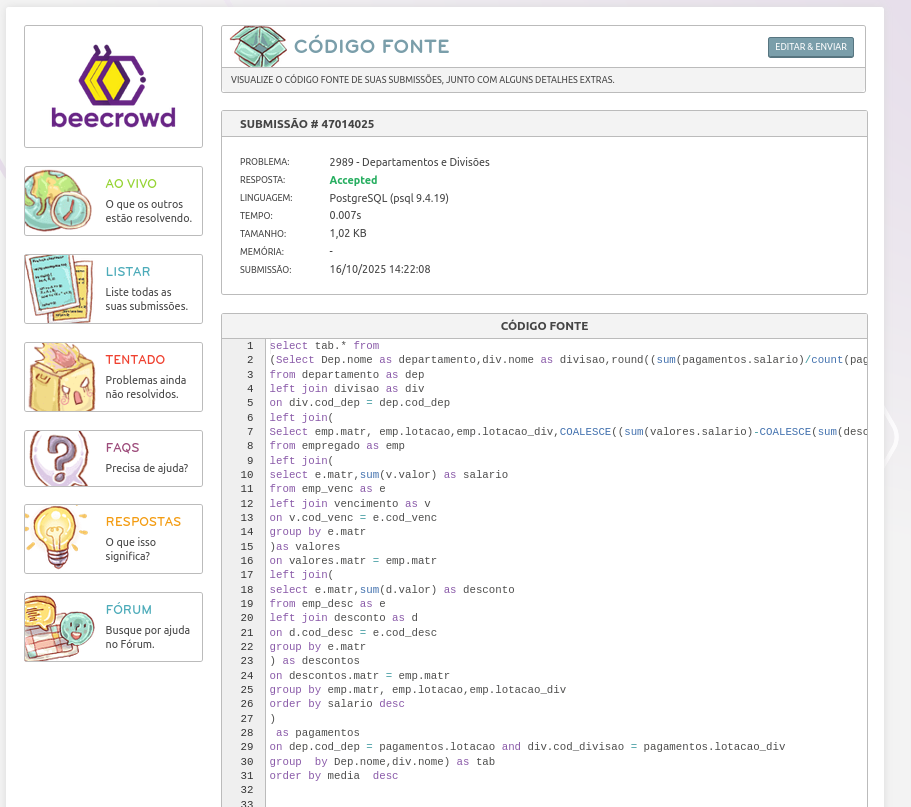 beecrowd
AO VIVO
O que os outros
estão resolvendo.
LISTAR
Liste todas as
suas submissões.
TENTADO
Problemas ainda
não resolvidos.
FAQS
Precisa de ajuda?
RESPOSTAS
O que isso
significa?
FÓRUM
Busque por ajuda
no Fórum.
CÓDIGO FONTE
EDITAR & ENVIAR
VISUALIZE O CÓDIGO FONTE DE SUAS SUBMISSÕES, JUNTO COM ALGUNS DETALHES EXTRAS.
SUBMISSÃO # 47014025
PROBLEMA: 2989 - Departamentos e Divisões
RESPOSTA: Accepted
LINGUAGEM: PostgreSQL (psql 9.4.19)
TEMPO: 0.007s
TAMANHO: 1,02 KB
MEMÓRIA: -
SUBMISSÃO: 16/10/2025 14:22:08
CÓDIGO FONTE
1 select tab.* from
2 (Select Dep.nome as departamento,div.nome as divisao,round((sum(pagamentos.salario)/count(pag
3 from departamento as dep
4 left join divisao as div
5 on div.cod_dep = dep.cod_dep
6 left join(
7 Select emp.matr, emp.lotacao,emp.lotacao_div,COALESCE((sum(valores.salario)-COALESCE(sum(desc
8 from empregado as emp
9 left join(
10 select e.matr,sum(v.valor) as salario
11 from emp_venc as e
12 left join vencimento as v
13 on v.cod_venc = e.cod_venc
14 group by e.matr
15 )as valores
16 on valores.matr = emp.matr
17 left join(
18 select e.matr,sum(d.valor) as desconto
19 from emp_desc as e
20 left join desconto as d
21 on d.cod_desc = e.cod_desc
22 group by e.matr
23 ) as descontos
24 on descontos.matr = emp.matr
25 group by emp.matr, emp.lotacao,emp.lotacao_div
26 order by salario desc
27 )
28  as pagamentos
29 on dep.cod_dep = pagamentos.lotacao and div.cod_divisao = pagamentos.lotacao_div
30 group  by Dep.nome,div.nome) as tab
31 order by media  desc
32
33